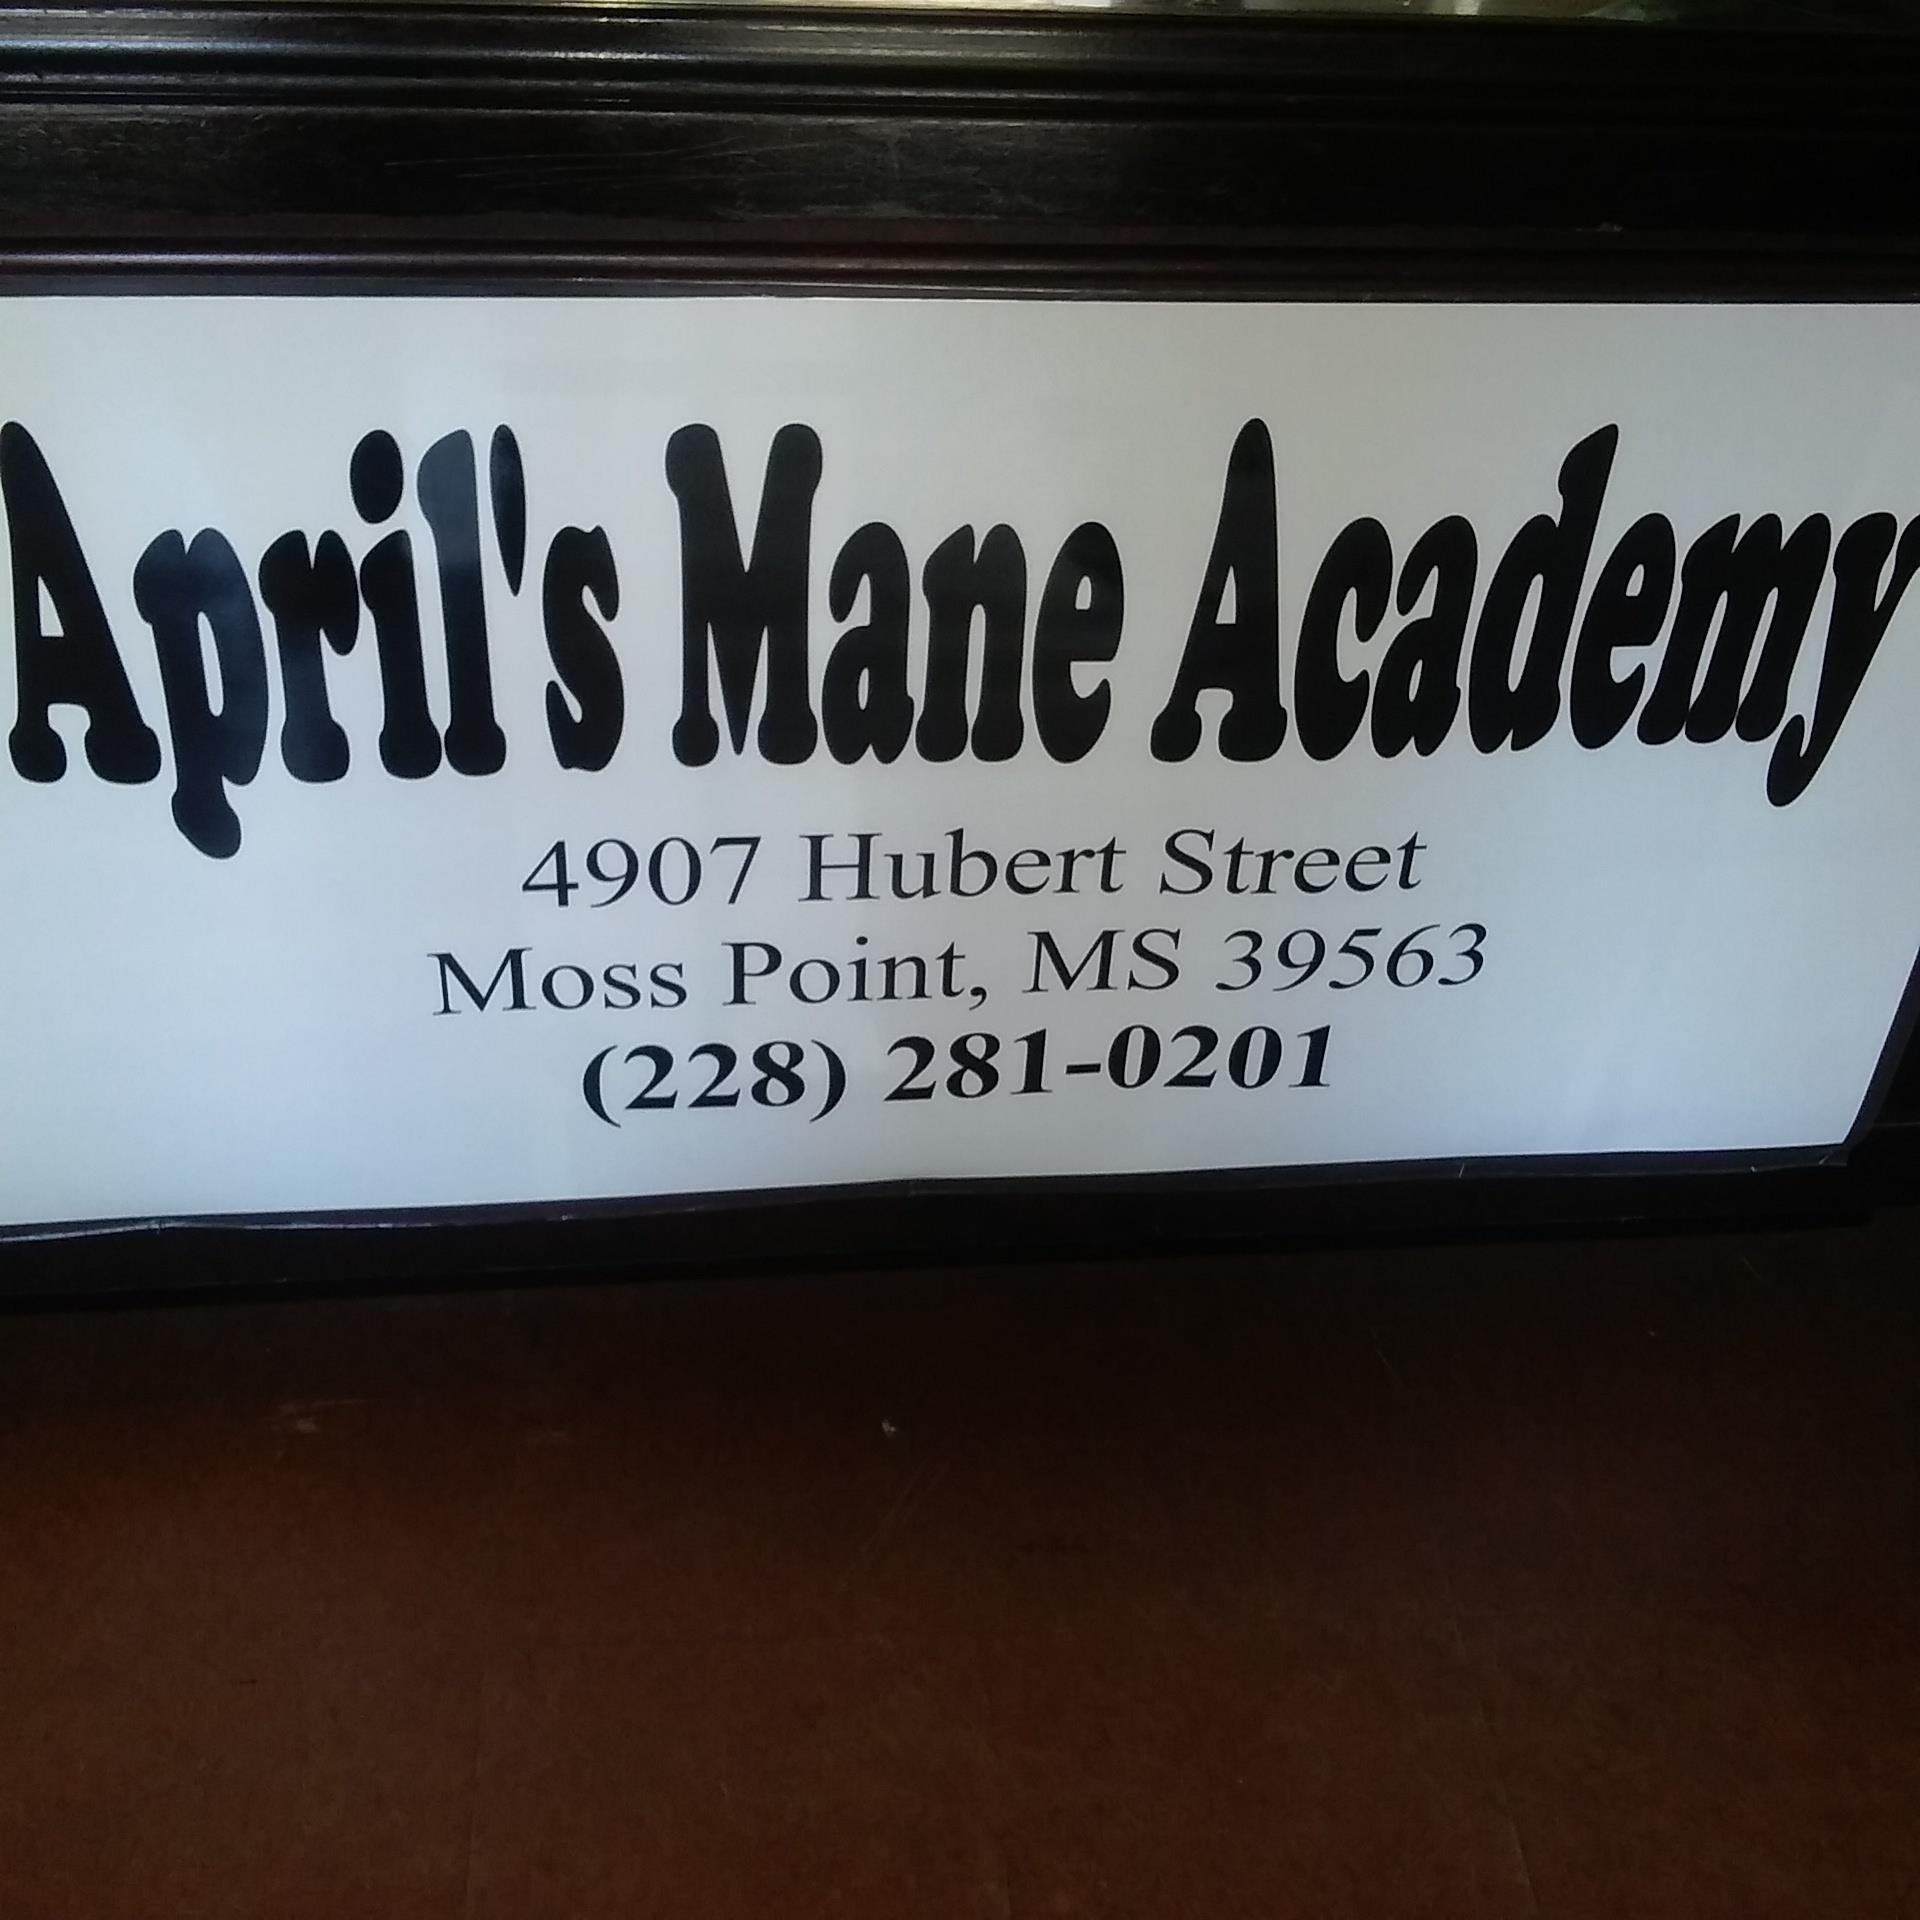 April's Mane Academy
4907 Hubert Street
Moss Point, MS 39563
(228) 281-0201